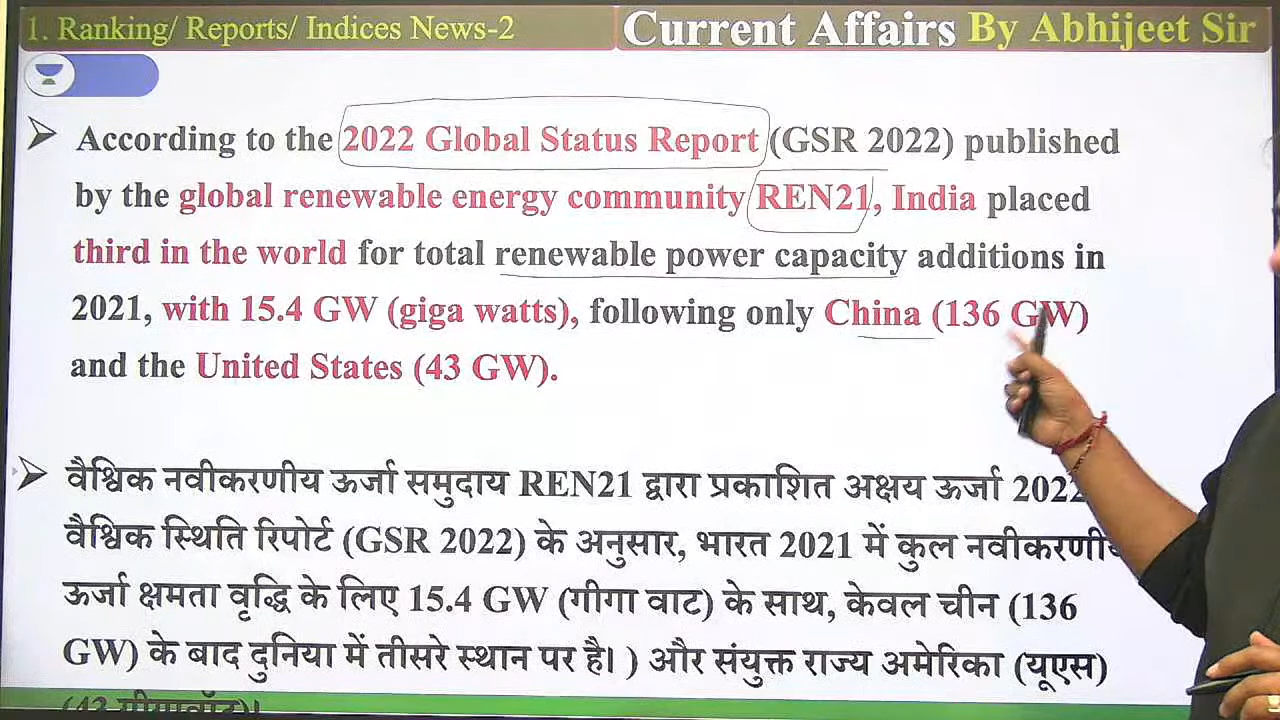 1. Ranking/ Reports/ Indices News-2
Current Affairs By Abhijeet Sir
According to the 2022 Global Status Report (GSR 2022) published
by the global renewable energy community REN21, India placed
third in the world for total renewable power capacity additions in
2021, with 15.4 GW (giga watts), following only China (136 GW)
and the United States (43 GW).
वैश्विक नवीकरणीय ऊर्जा समुदाय REN21 द्वारा प्रकाशित अक्षय ऊर्जा 2022
वैश्विक स्थिति रिपोर्ट (GSR 2022) के अनुसार, भारत 2021 में कुल नवीकरणीय
ऊर्जा क्षमता वृद्धि के लिए 15.4 GW (गीगा वाट) के साथ, केवल चीन (136
GW) के बाद दुनिया में तीसरे स्थान पर है। ) और संयुक्त राज्य अमेरिका (यूएस)
(43 गीगावॉट)।